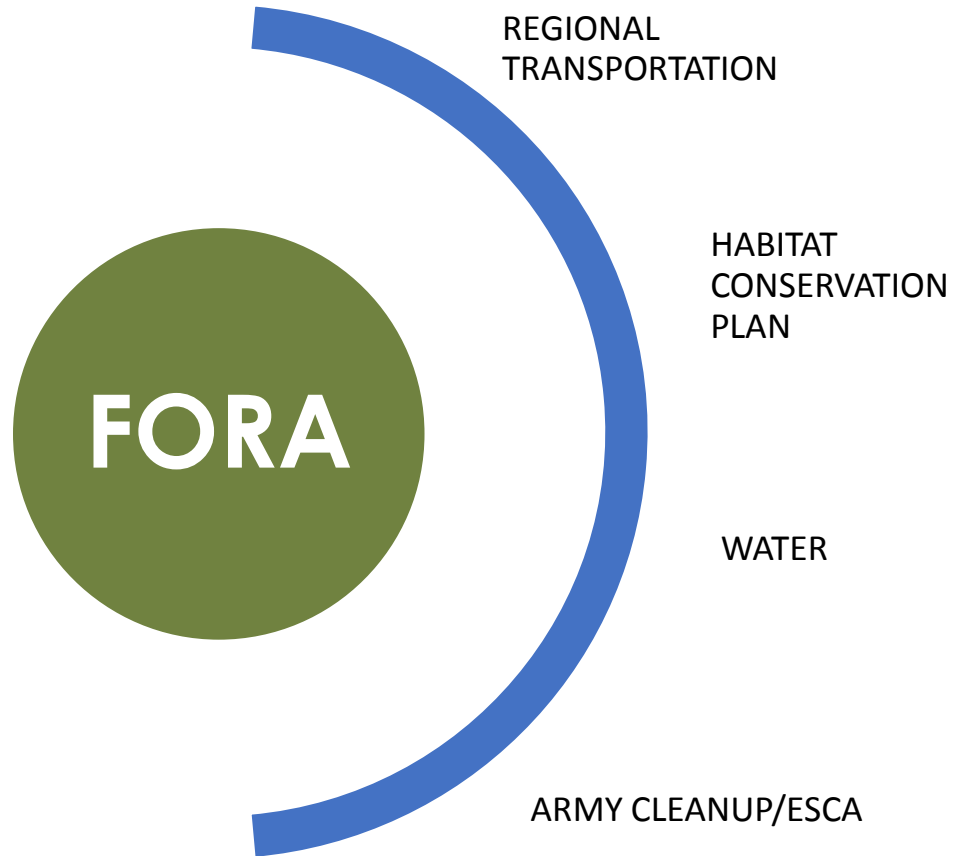 REGIONAL
TRANSPORTATION
HABITAT
CONSERVATION
PLAN
FORA
WATER
ARMY CLEANUP/ESCA